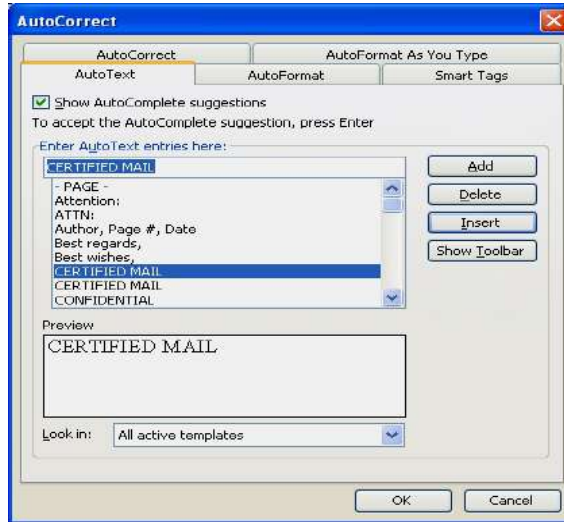 AutoCorrect
AutoCorrect AutoFormat As You Type
AutoText AutoFormat Smart Tags
Show AutoComplete suggestions
To accept the AutoComplete suggestion, press Enter
Enter AutoText entries here:
CERTIFIED MAIL Add
- PAGE -
Attention: Delete
ATTN:
Author, Page #, Date Insert
Best regards,
Best wishes, Show Toolbar
CERTIFIED MAIL
CERTIFIED MAIL
CONFIDENTIAL
Preview
CERTIFIED MAIL
Look in: All active templates
OK Cancel